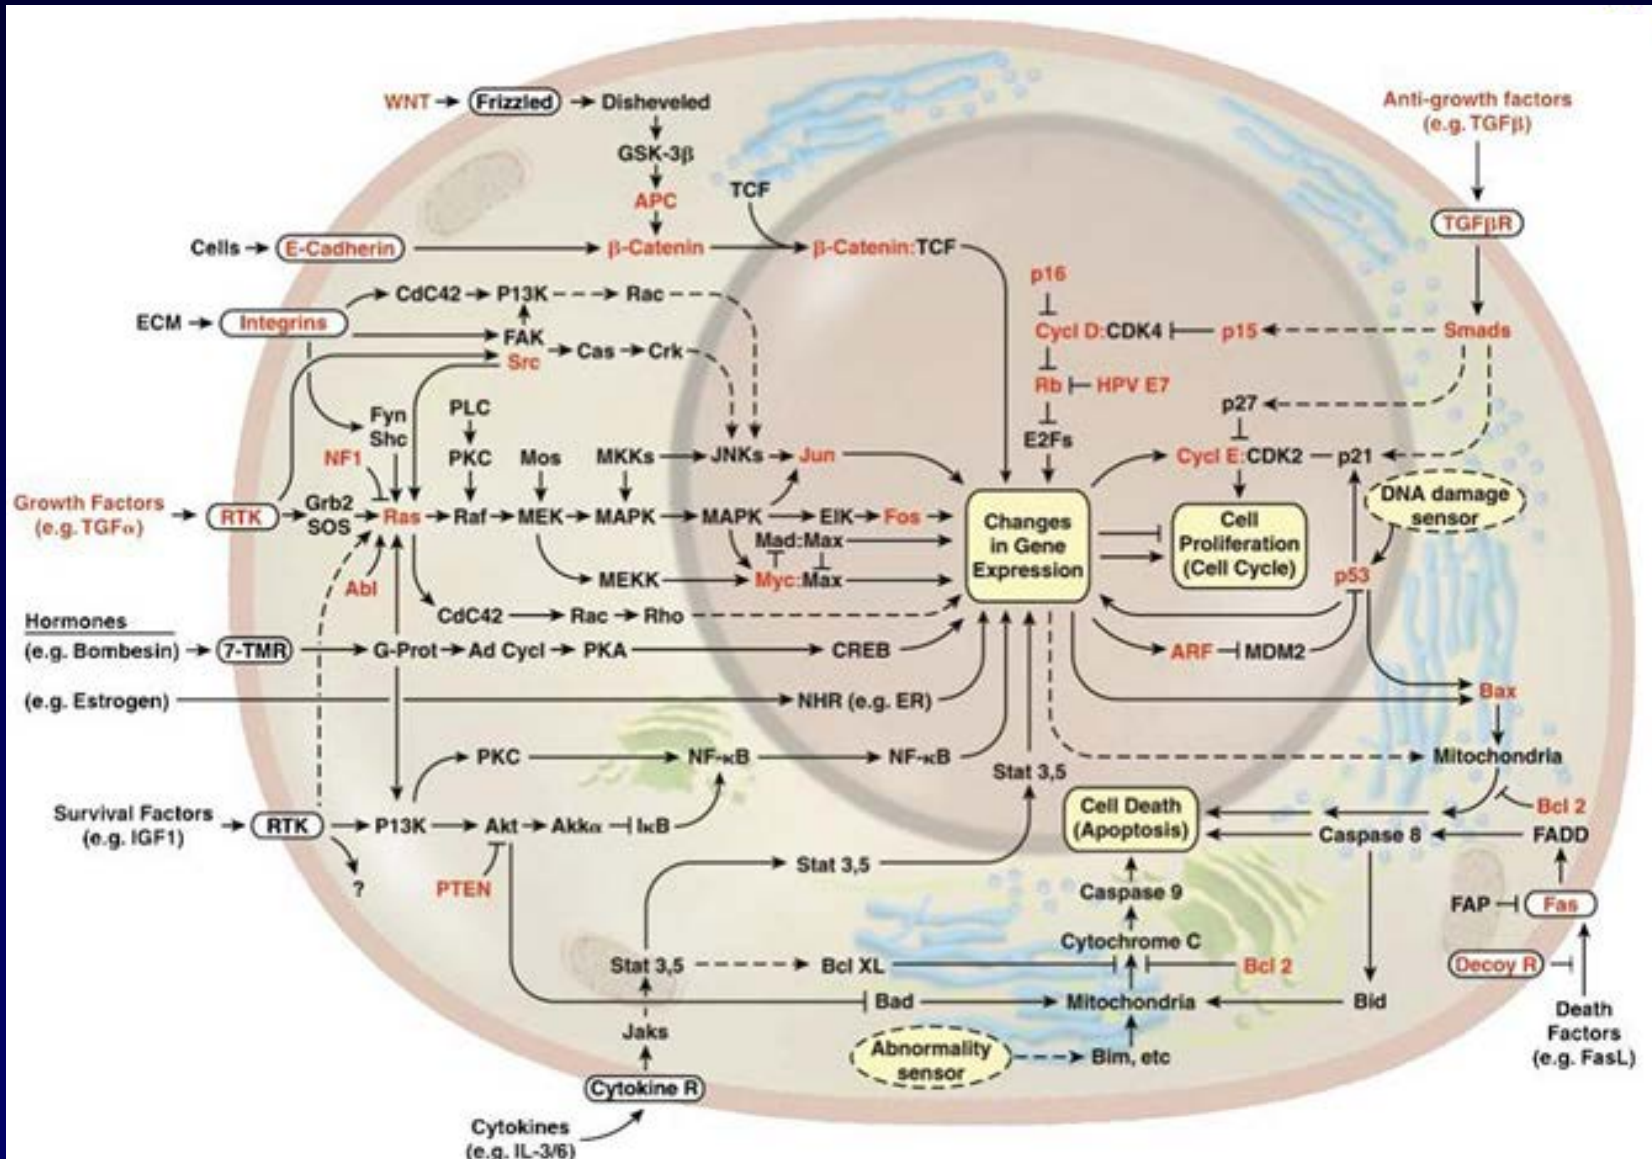 WNT
Frizzled
Disheveled
GSK-3β
APC
TCF
Anti-growth factors
(e.g. TGFβ)
TGFβR
Cells
E-Cadherin
β-Catenin
β-Catenin:TCF
p16
CdC42
P13K
Rac
ECM
Integrins
FAK
Src
Cas
Crk
Cycl D:CDK4
p15
Smads
Rb
HPV E7
p27
E2Fs
Fyn
Shc
PLC
NF1
PKC
Mos
MKKs
JNKs
Jun
Cycl E:CDK2
p21
DNA damage
sensor
Growth Factors
(e.g. TGFα)
RTK
Grb2
SOS
Ras
Raf
MEK
MAPK
MAPK
ElK
Fos
Mad:Max
Changes
in Gene
Expression
Cell
Proliferation
(Cell Cycle)
Abl
MEKK
Myc:Max
p53
CdC42
Rac
Rho
Hormones
(e.g. Bombesin)
7-TMR
G-Prot
Ad Cycl
PKA
CREB
ARF
MDM2
(e.g. Estrogen)
NHR (e.g. ER)
Bax
PKC
NF-κB
NF-κB
Stat 3,5
Mitochondria
Survival Factors
(e.g. IGF1)
RTK
P13K
Akt
Akkα
IκB
Cell Death
(Apoptosis)
Bcl 2
Caspase 8
FADD
?
PTEN
Stat 3,5
Caspase 9
FAP
Fas
Cytochrome C
Stat 3,5
Bcl XL
Bcl 2
Decoy R
Bad
Mitochondria
Bid
Death
Factors
(e.g. FasL)
Jaks
Abnormality
sensor
Bim, etc
Cytokine R
Cytokines
(e.g. IL-3/6)